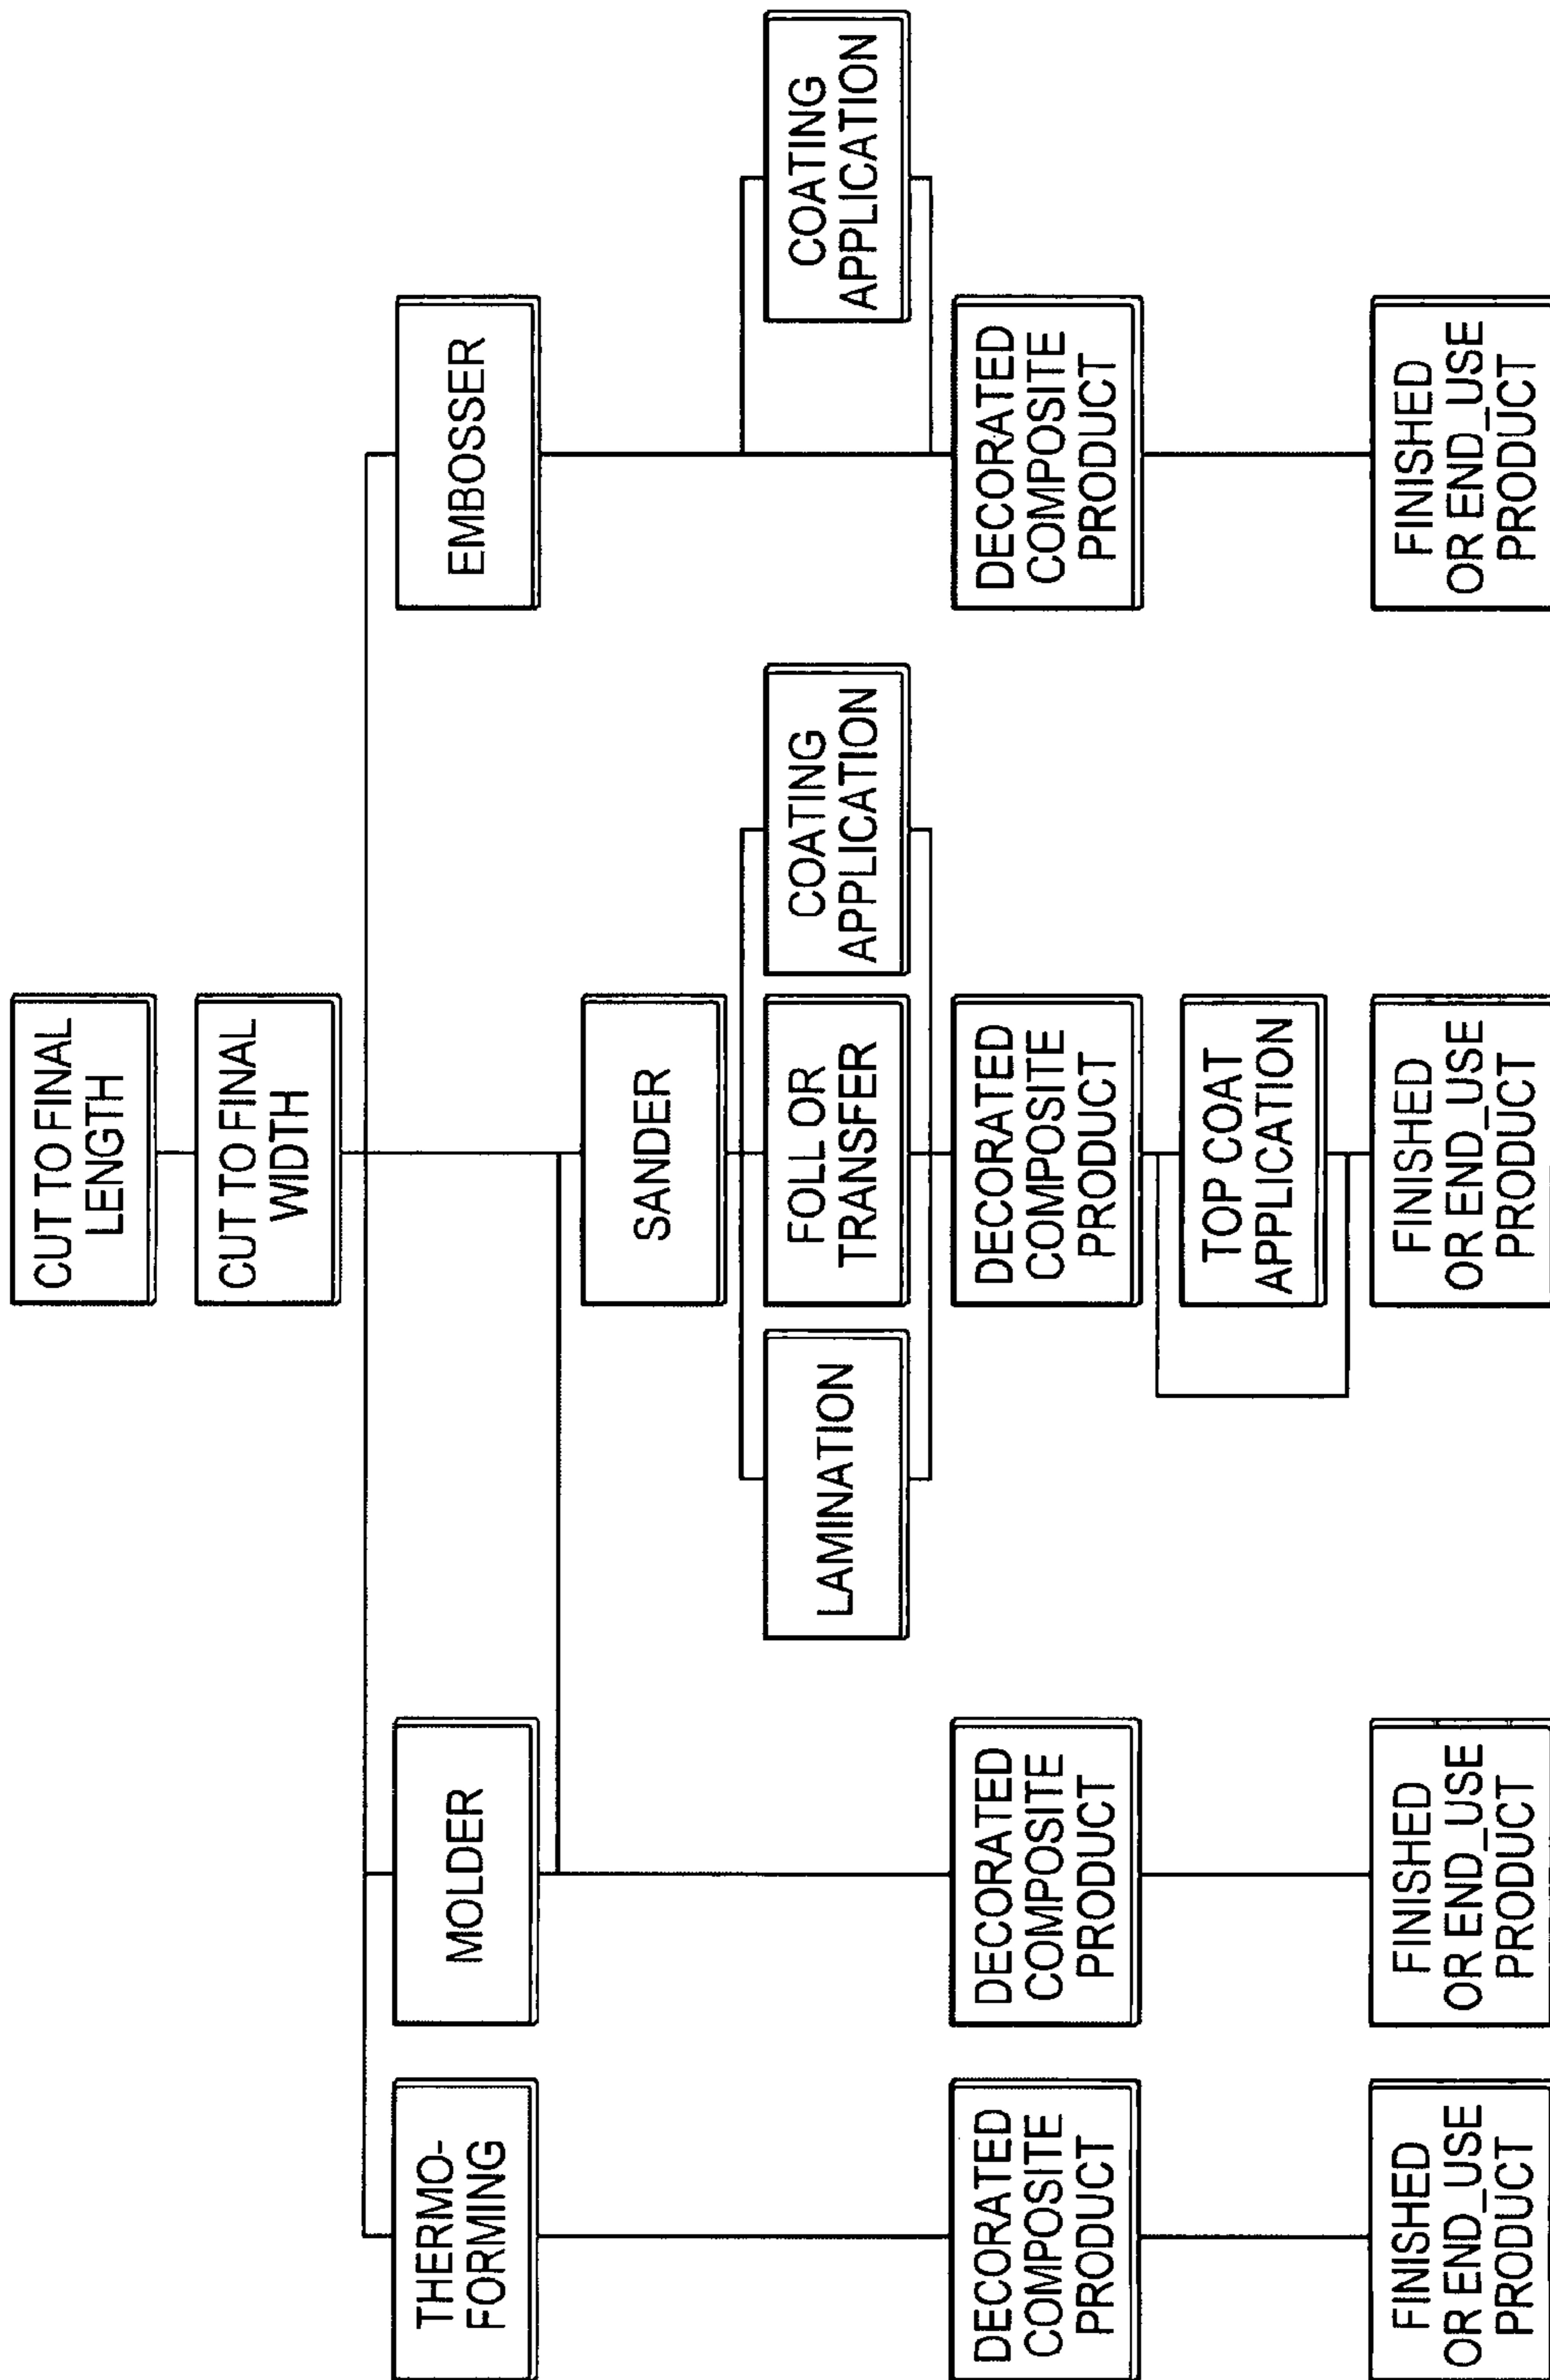 CUT TO FINAL
LENGTH
CUT TO FINAL
WIDTH
THERMO-
FORMING
MOLDER
EMBOSSER
SANDER
LAMINATION
FOLL OR
TRANSFER
COATING
APPLICATION
COATING
APPLICATION
DECORATED
COMPOSITE
PRODUCT
DECORATED
COMPOSITE
PRODUCT
DECORATED
COMPOSITE
PRODUCT
DECORATED
COMPOSITE
PRODUCT
TOP COAT
APPLICATION
FINISHED
OR END_USE
PRODUCT
FINISHED
OR END_USE
PRODUCT
FINISHED
OR END_USE
PRODUCT
FINISHED
OR END_USE
PRODUCT